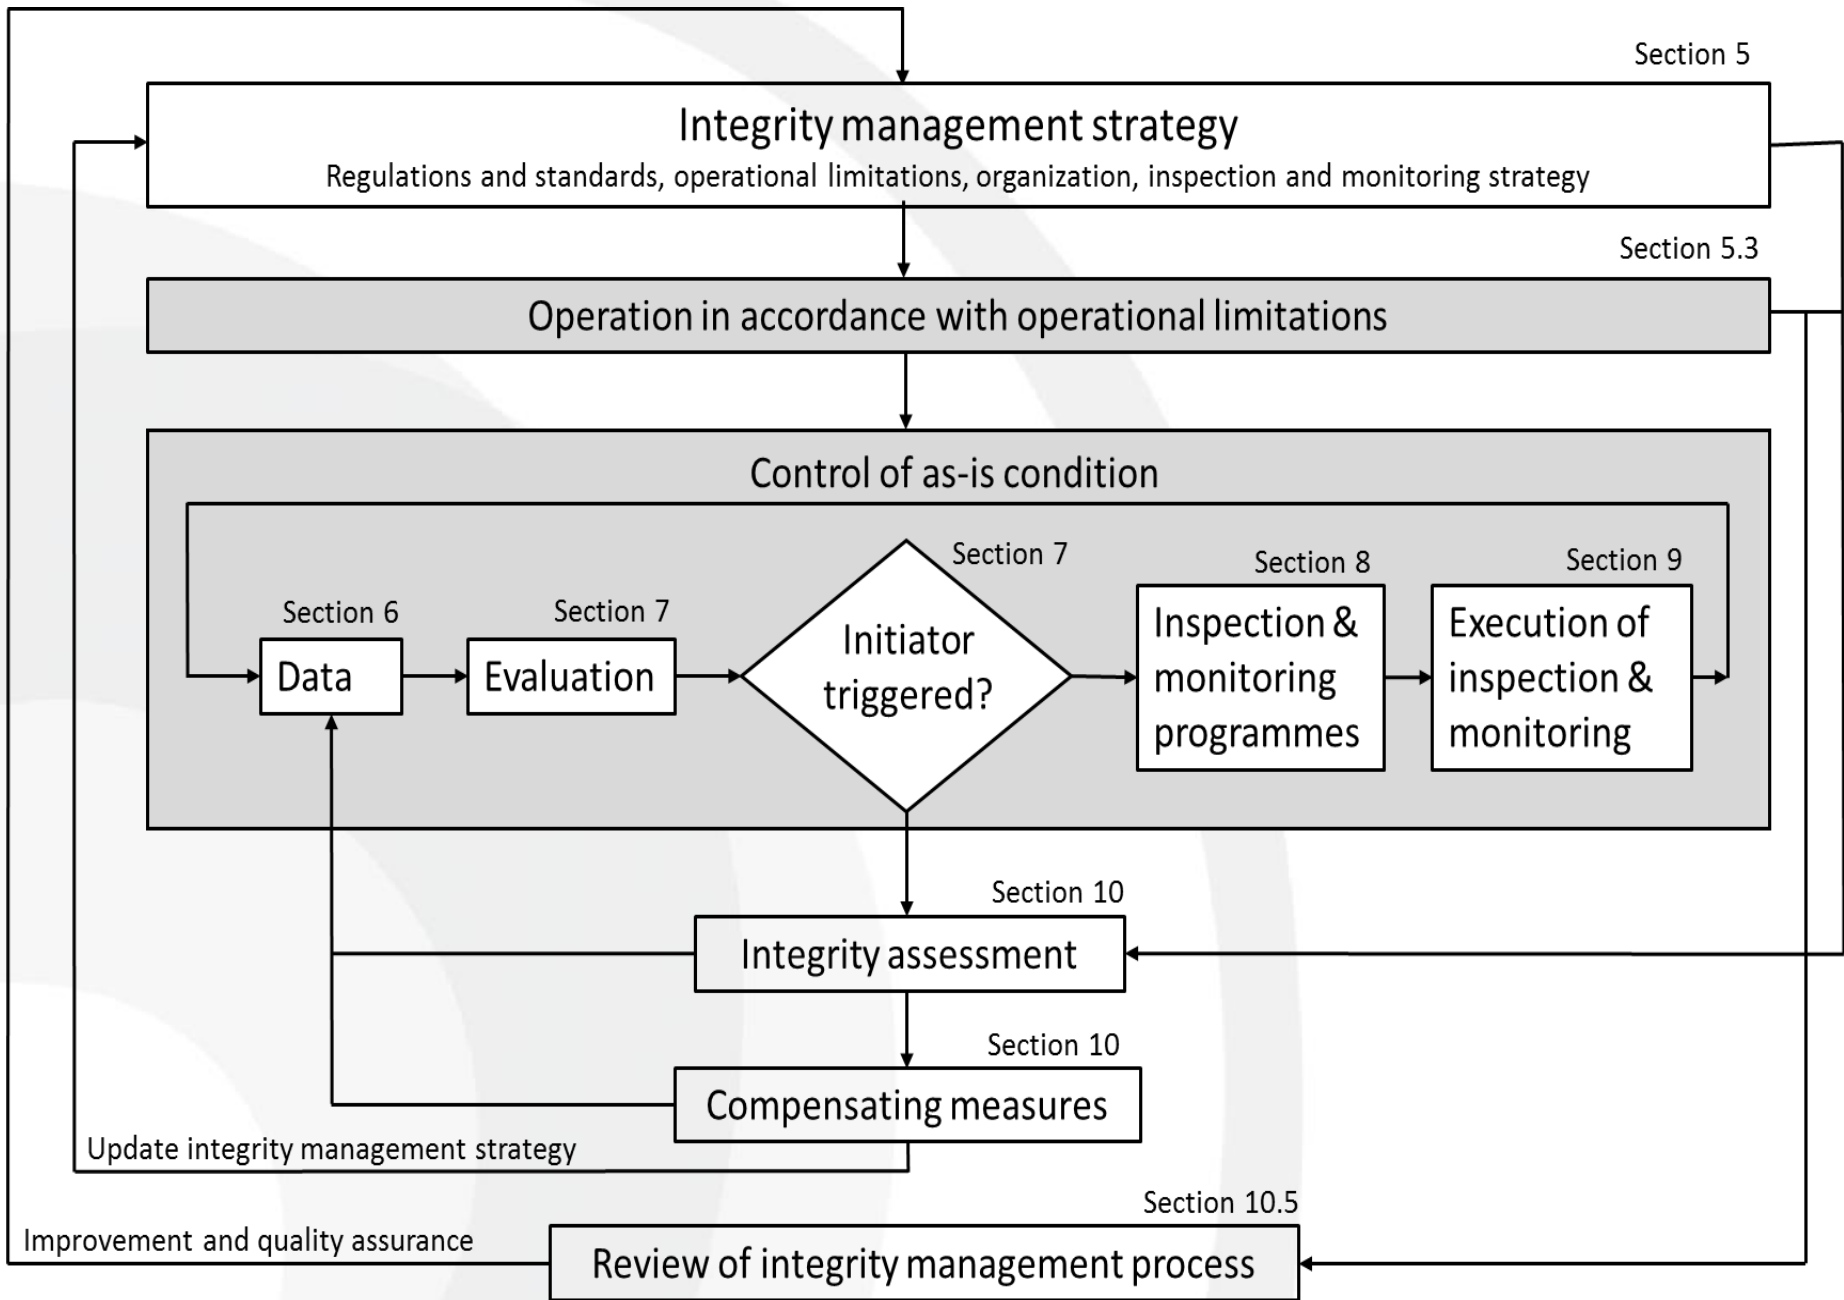 Section 5
Integrity management strategy
Regulations and standards, operational limitations, organization, inspection and monitoring strategy
Section 5.3
Operation in accordance with operational limitations
Control of as-is condition
Section 6
Data
Section 7
Evaluation
Section 7
Initiator
triggered?
Section 8
Inspection &
monitoring
programmes
Section 9
Execution of
inspection &
monitoring
Section 10
Integrity assessment
Section 10
Compensating measures
Update integrity management strategy
Section 10.5
Improvement and quality assurance
Review of integrity management process